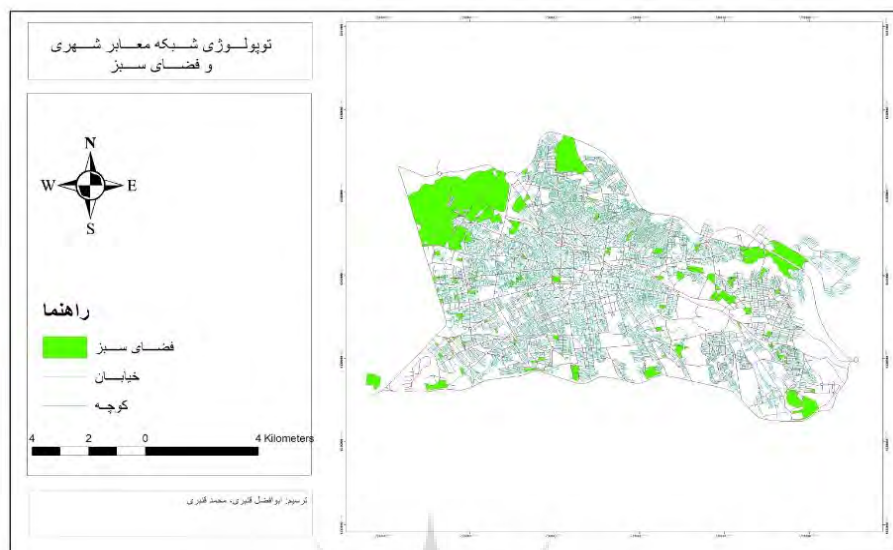 توپولوژی شبکه معابر شهری
و فضای سبز
N
W E
S
راهنما
فضای سبز
خیابان
کوچه
4 2 0 4 Kilometers
ترسیم: ابوالفضل قنبری، محمد قنبری